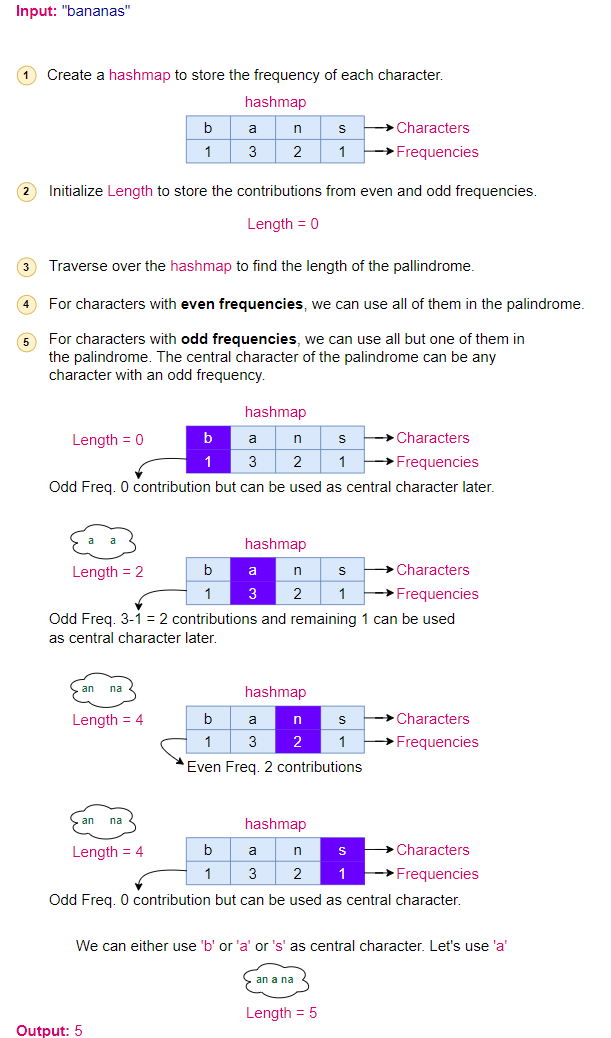 Input: "bananas"
1 Create a hashmap to store the frequency of each character.
hashmap
b a n s Characters
1 3 2 1 Frequencies
2 Initialize Length to store the contributions from even and odd frequencies.
Length = 0
3 Traverse over the hashmap to find the length of the pallindrome.
4 For characters with even frequencies, we can use all of them in the palindrome.
5 For characters with odd frequencies, we can use all but one of them in
the palindrome. The central character of the palindrome can be any
character with an odd frequency.
hashmap
Length = 0 b a n s Characters
1 3 2 1 Frequencies
Odd Freq. 0 contribution but can be used as central character later.
a a
hashmap
Length = 2 b a n s Characters
1 3 2 1 Frequencies
Odd Freq. 3-1 = 2 contributions and remaining 1 can be used
as central character later.
an na
hashmap
Length = 4 b a n s Characters
1 3 2 1 Frequencies
Even Freq. 2 contributions
an na
hashmap
Length = 4 b a n s Characters
1 3 2 1 Frequencies
Odd Freq. 0 contribution but can be used as central character.
We can either use 'b' or 'a' or 's' as central character. Let's use 'a'
an a na
Length = 5
Output: 5